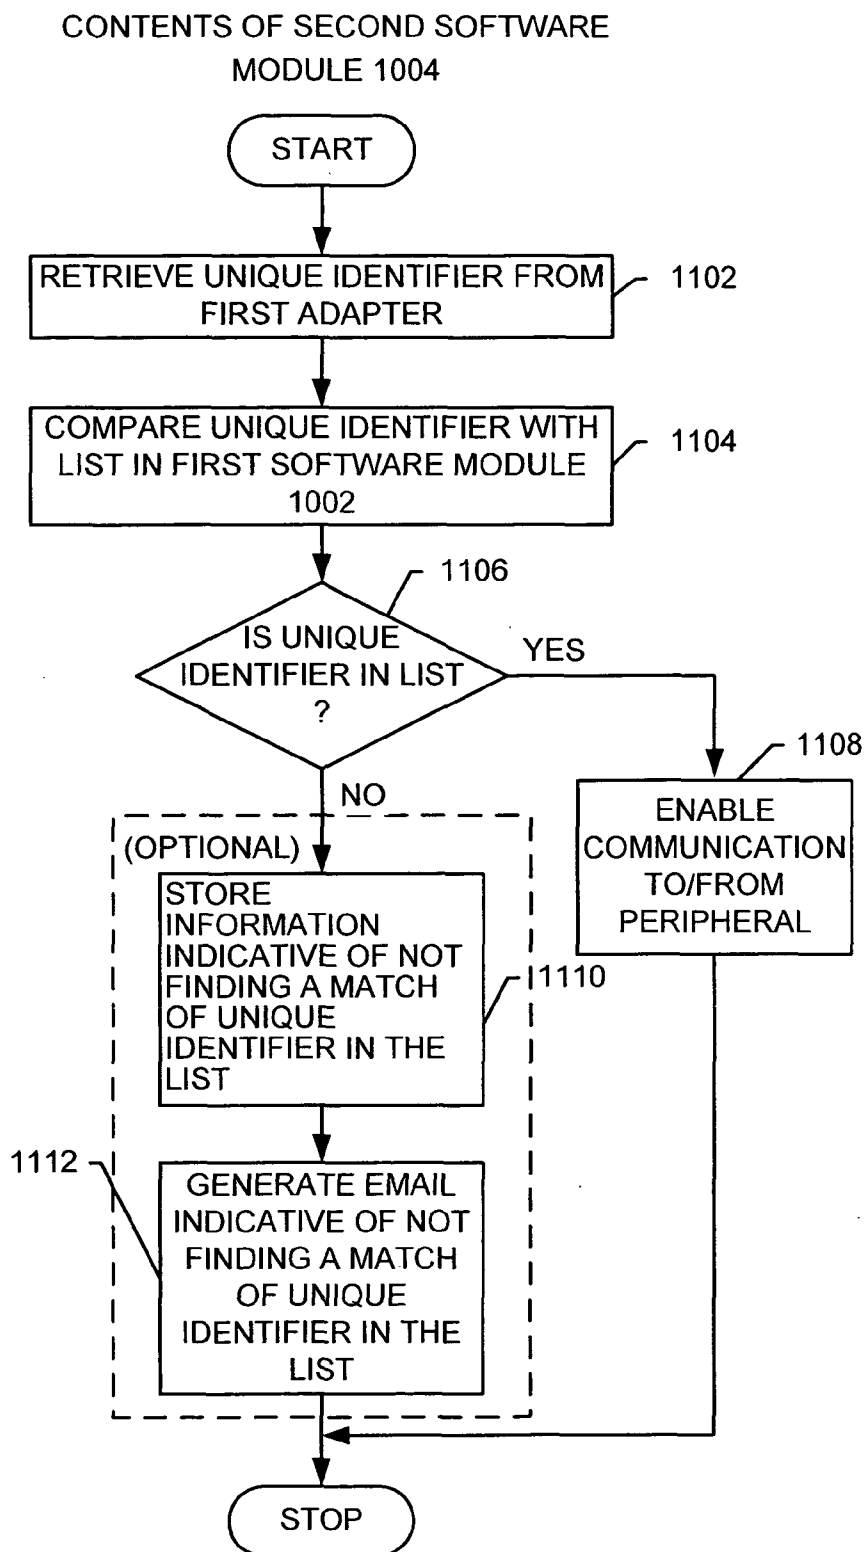 CONTENTS OF SECOND SOFTWARE
MODULE 1004
START
RETRIEVE UNIQUE IDENTIFIER FROM
FIRST ADAPTER
1102
COMPARE UNIQUE IDENTIFIER WITH
LIST IN FIRST SOFTWARE MODULE
1002
1104
1106
IS UNIQUE
IDENTIFIER IN LIST
?
YES
1108
ENABLE
COMMUNICATION
TO/FROM
PERIPHERAL
NO
(OPTIONAL)
STORE
INFORMATION
INDICATIVE OF NOT
FINDING A MATCH
OF UNIQUE
IDENTIFIER IN THE
LIST
1110
1112
GENERATE EMAIL
INDICATIVE OF NOT
FINDING A MATCH
OF UNIQUE
IDENTIFIER IN THE
LIST
STOP